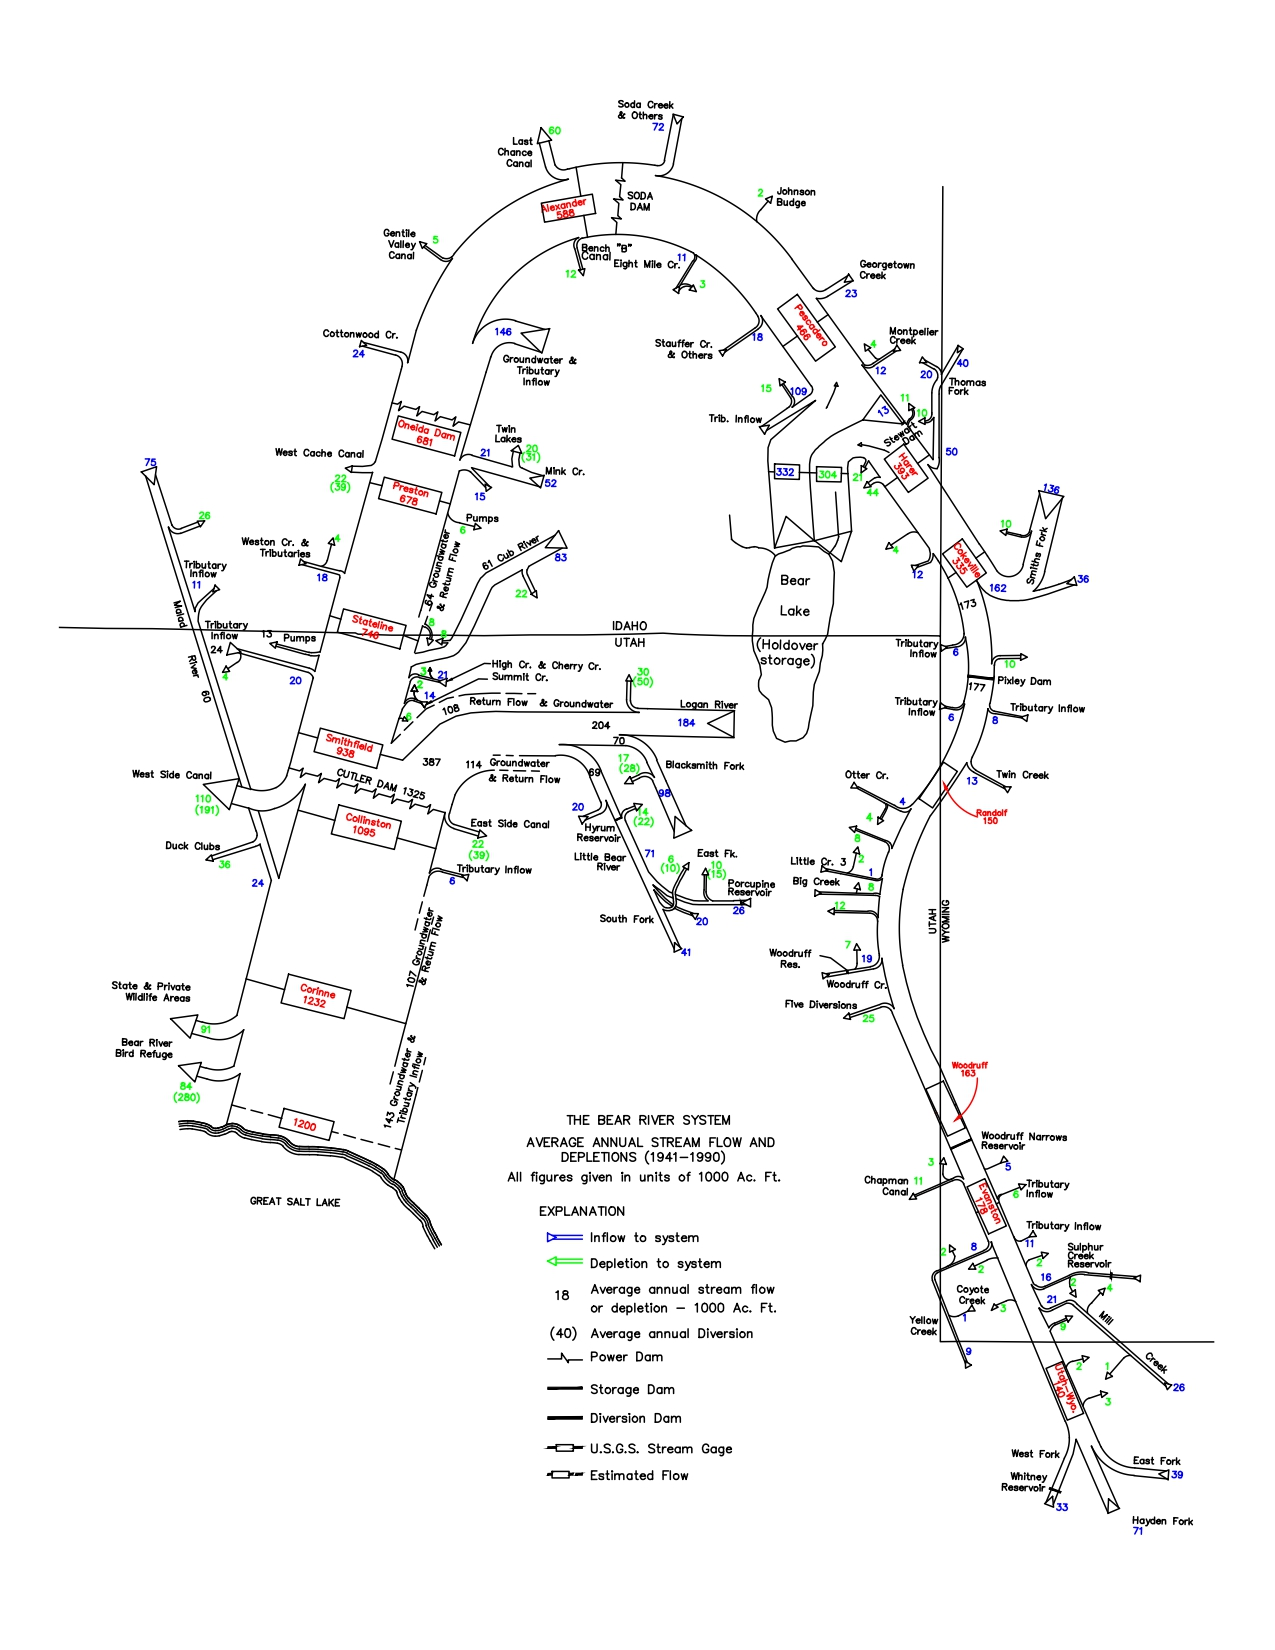 Soda Creek
& Others
72
60
Last
Chance
Canal
SODA
DAM
Alexander
588
2
Johnson
Budge
Gentile
Valley
Canal
5
Bench "B"
Canal
12
Eight Mile Cr.
11
3
Georgetown
Creek
23
Pescadero
466
Cottonwood Cr.
24
146
Groundwater &
Tributary
Inflow
Stauffer Cr.
& Others
18
Montpelier
Creek
4
12
40
20
Thomas
Fork
15
109
Trib. Inflow
13
11
10
Stewart
Dam
50
Oneida Dam
681
Twin
Lakes
21
20
(31)
Mink Cr.
52
15
West Cache Canal
22
(39)
Preston
678
332
304
21
44
Harer
393
75
26
Pumps
6
136
10
Smiths Fork
36
162
Weston Cr. &
Tributaries
4
18
64 Groundwater
& Return Flow
61 Cub River
83
22
4
12
Cokeville
335
173
Tributary
Inflow
11
Malad
River
60
Bear
Lake
(Holdover
storage)
Stateline
746
8
IDAHO
UTAH
Tributary
Inflow
24
13
Pumps
4
20
Tributary
Inflow
6
10
177
Pixley Dam
3
21
High Cr. & Cherry Cr.
Summit Cr.
2
14
6
30
(50)
108
Return Flow & Groundwater
Logan River
184
204
Tributary
Inflow
6
8
Tributary Inflow
Smithfield
938
387
70
114
Groundwater
& Return Flow
69
17
(28)
Blacksmith Fork
98
West Side Canal
110
(191)
CUTLER DAM 1325
Otter Cr.
4
4
13
Twin Creek
Randolf
150
Collinston
1095
East Side Canal
22
(39)
20
Hyrum
Reservoir
14
(22)
Duck Clubs
36
24
Tributary Inflow
6
Little Bear
River
71
6
(10)
East Fk.
10
(15)
Porcupine
Reservoir
26
20
South Fork
41
8
Little Cr. 3
2
1
Big Creek
8
12
UTAH
WYOMING
107 Groundwater
& Return Flow
7
Woodruff
Res.
19
Woodruff Cr.
Five Diversions
25
State & Private
Wildlife Areas
91
Corinne
1232
Bear River
Bird Refuge
84
(280)
143 Groundwater &
Tributary Inflow
1200
GREAT SALT LAKE
Woodruff
163
Woodruff Narrows
Reservoir
5
3
Chapman
Canal
11
Evanston
178
6
Tributary
Inflow
Tributary Inflow
11
8
2
2
2
Sulphur
Creek
Reservoir
16
2
4
21
Coyote
Creek
1
3
9
Mill
Creek
26
Yellow
Creek
9
Utah-Wyo.
140
2
1
3
West Fork
Whitney
Reservoir
33
East Fork
39
Hayden Fork
71
THE BEAR RIVER SYSTEM
AVERAGE ANNUAL STREAM FLOW AND
DEPLETIONS (1941-1990)
All figures given in units of 1000 Ac. Ft.
EXPLANATION
Inflow to system
Depletion to system
18 Average annual stream flow
or depletion - 1000 Ac. Ft.
(40) Average annual Diversion
Power Dam
Storage Dam
Diversion Dam
U.S.G.S. Stream Gage
Estimated Flow